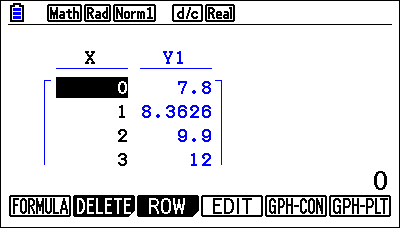 Math Rad Norm1 d/c Real
X Y1
0 7.8
1 8.3626
2 9.9
3 12
0
FORMULA DELETE ROW EDIT GPH-CON GPH-PLT